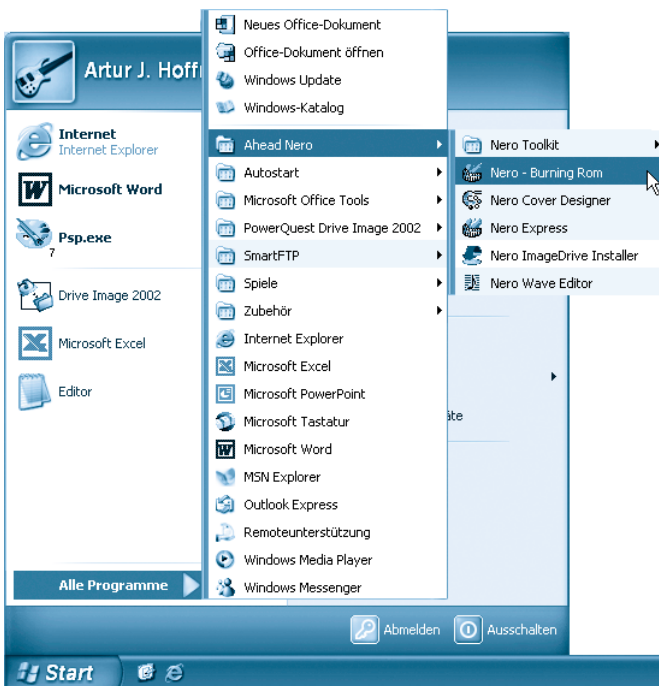 Artur J. Hoff
Internet
Internet Explorer
Microsoft Word
Psp.exe
7
Drive Image 2002
Microsoft Excel
Editor
Alle Programme
Neues Office-Dokument
Office-Dokument öffnen
Windows Update
Windows-Katalog
Ahead Nero
Autostart
Microsoft Office Tools
PowerQuest Drive Image 2002
SmartFTP
Spiele
Zubehör
Internet Explorer
Microsoft Excel
Microsoft PowerPoint
Microsoft Tastatur
Microsoft Word
MSN Explorer
Outlook Express
Remoteunterstützung
Windows Media Player
Windows Messenger
Nero Toolkit
Nero - Burning Rom
Nero Cover Designer
Nero Express
Nero ImageDrive Installer
Nero Wave Editor
äte
Abmelden
Ausschalten
Start